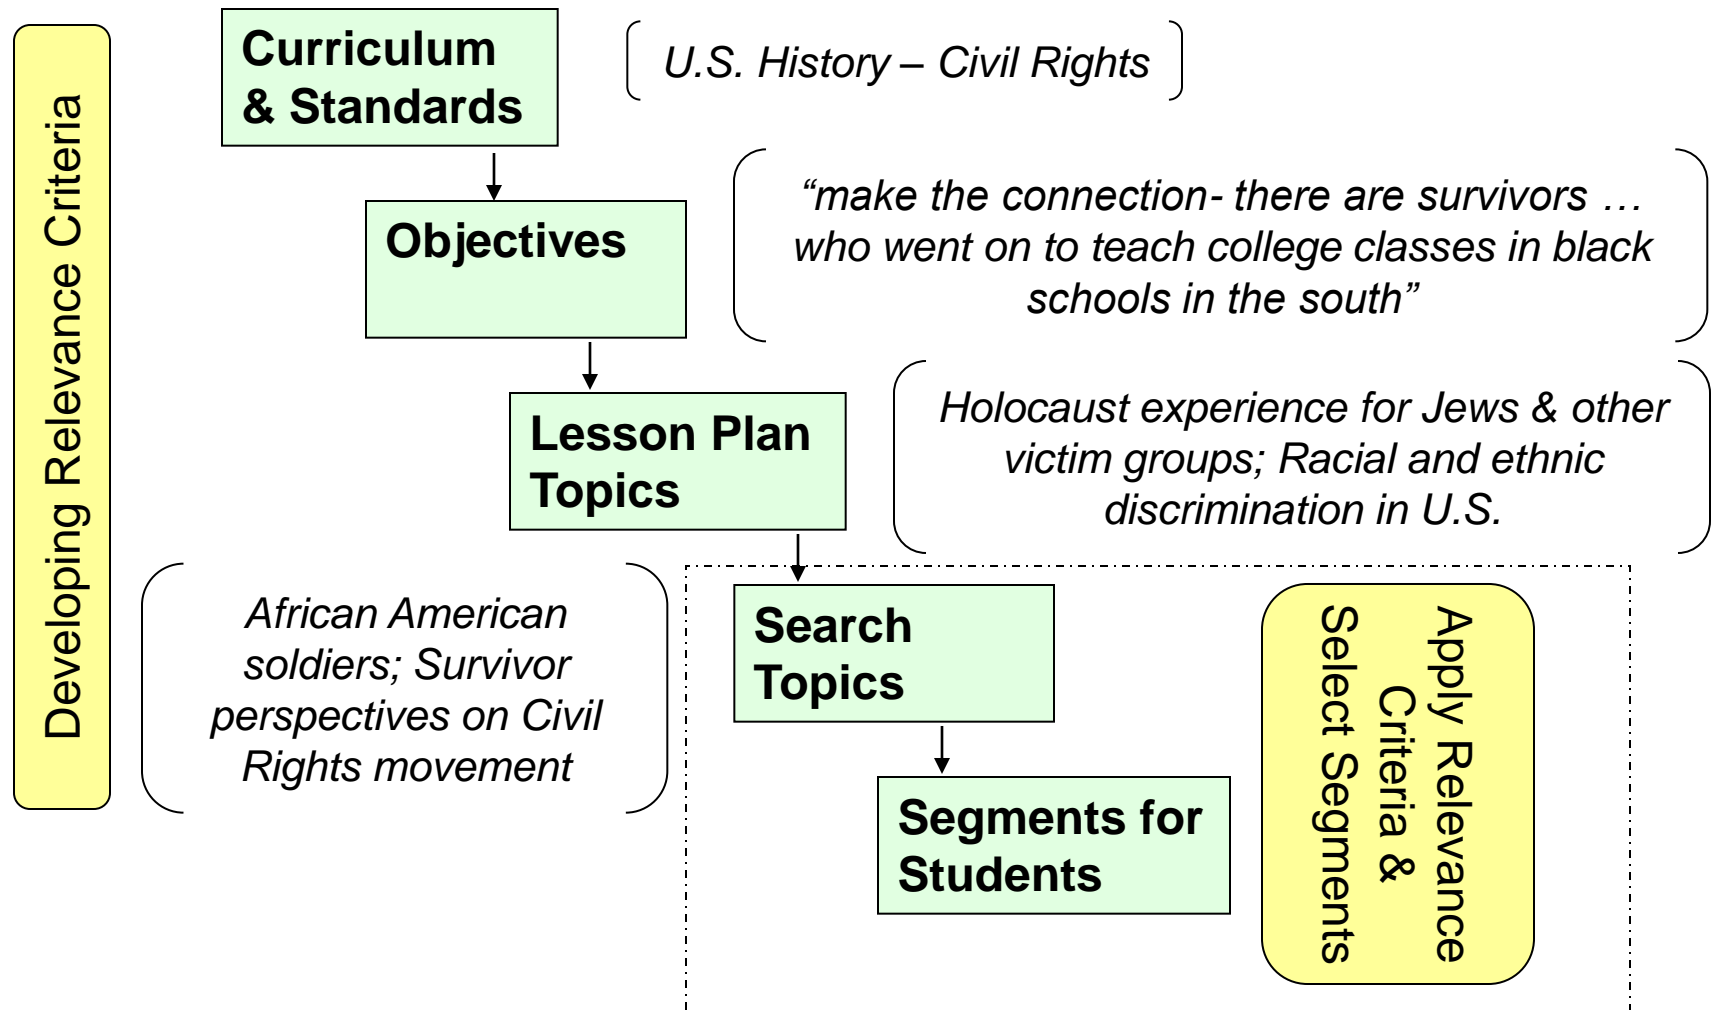 Developing Relevance Criteria
Curriculum
& Standards
U.S. History – Civil Rights
Objectives
“make the connection- there are survivors …
who went on to teach college classes in black
schools in the south”
Lesson Plan
Topics
Holocaust experience for Jews & other
victim groups; Racial and ethnic
discrimination in U.S.
African American
soldiers; Survivor
perspectives on Civil
Rights movement
Search
Topics
Segments for
Students
Apply Relevance
Criteria &
Select Segments